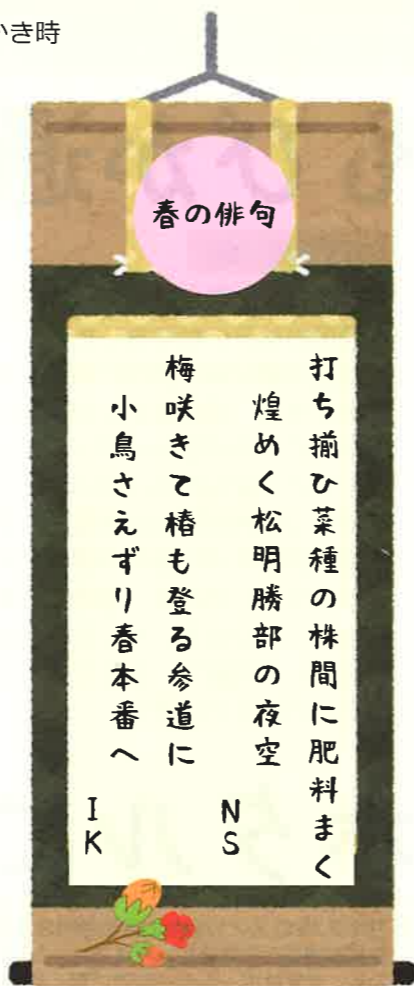 かき時
春の俳句
打ち揃ひ菜種の株間に肥料まく
煌めく松明勝部の夜空
NS
梅咲きて椿も登る参道に
小鳥さえずり春本番へ
IK